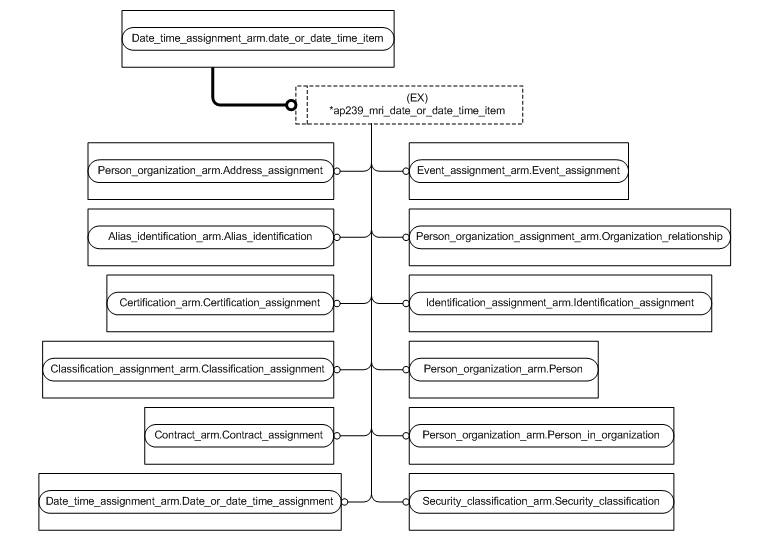 Date_time_assignment_arm.date_or_date_time_item
(EX)
*ap239_mri_date_or_date_time_item
Person_organization_arm.Address_assignment
Event_assignment_arm.Event_assignment
Alias_identification_arm.Alias_identification
Person_organization_assignment_arm.Organization_relationship
Certification_arm.Certification_assignment
Identification_assignment_arm.Identification_assignment
Classification_assignment_arm.Classification_assignment
Person_organization_arm.Person
Contract_arm.Contract_assignment
Person_organization_arm.Person_in_organization
Date_time_assignment_arm.Date_or_date_time_assignment
Security_classification_arm.Security_classification